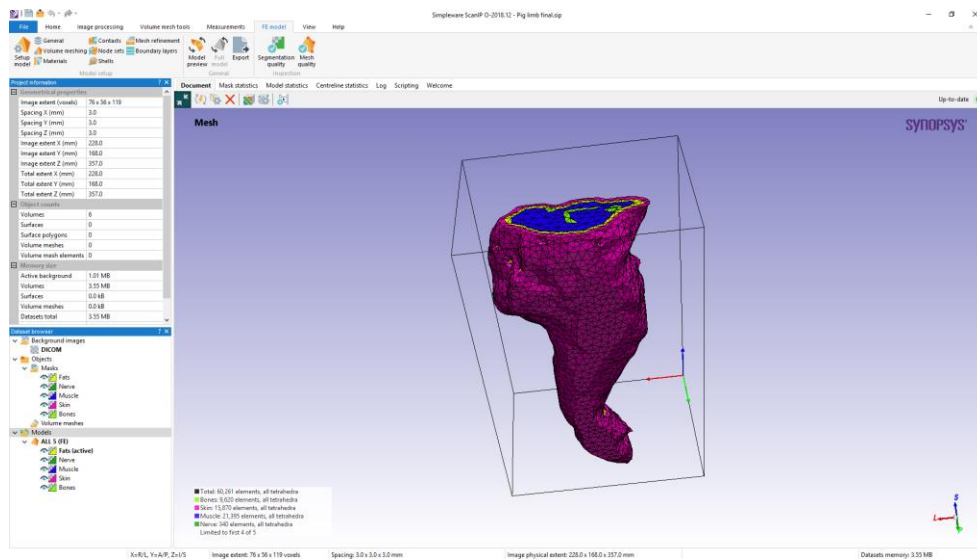 Simpleware ScanIP O-2018.12 - Pig limb final.sip
File Home Image processing Volume mesh tools Measurements FE model View Help
Setup model
General
Volume meshing
Materials
Contacts
Node sets
Shells
Mesh refinement
Boundary layers
Model setup
Model preview
Full model
Export
General
Segmentation quality
Mesh quality
Inspection
Project information
Geometrical properties
Image extent (voxels) 76 x 56 x 119
Spacing X (mm) 3.0
Spacing Y (mm) 3.0
Spacing Z (mm) 3.0
Image extent X (mm) 228.0
Image extent Y (mm) 168.0
Image extent Z (mm) 357.0
Total extent X (mm) 228.0
Total extent Y (mm) 168.0
Total extent Z (mm) 357.0
Object counts
Volumes 6
Surfaces 0
Surface polygons 0
Volume meshes 0
Volume mesh elements 0
Memory size
Active background 1.01 MB
Volumes 3.55 MB
Surfaces 0.0 kB
Volume meshes 0.0 kB
Datasets total 3.55 MB
Dataset browser
Background images
DICOM
Objects
Masks
Fats
Nerve
Muscle
Skin
Bones
Volume meshes
Models
ALL 5 (FE)
Fats (active)
Nerve
Muscle
Skin
Bones
Document Mask statistics Model statistics Centreline statistics Log Scripting Welcome
Up-to-date
Mesh
SYNOPSYS
Total: 60,261 elements, all tetrahedra
Bones: 9,620 elements, all tetrahedra
Skin: 15,870 elements, all tetrahedra
Muscle: 21,395 elements, all tetrahedra
Nerve: 340 elements, all tetrahedra
Limited to first 4 of 5
S
L
X=R/L, Y=A/P, Z=I/S Image extent: 76 x 56 x 119 voxels Spacing: 3.0 x 3.0 x 3.0 mm Image physical extent: 228.0 x 168.0 x 357.0 mm Datasets memory: 3.55 MB